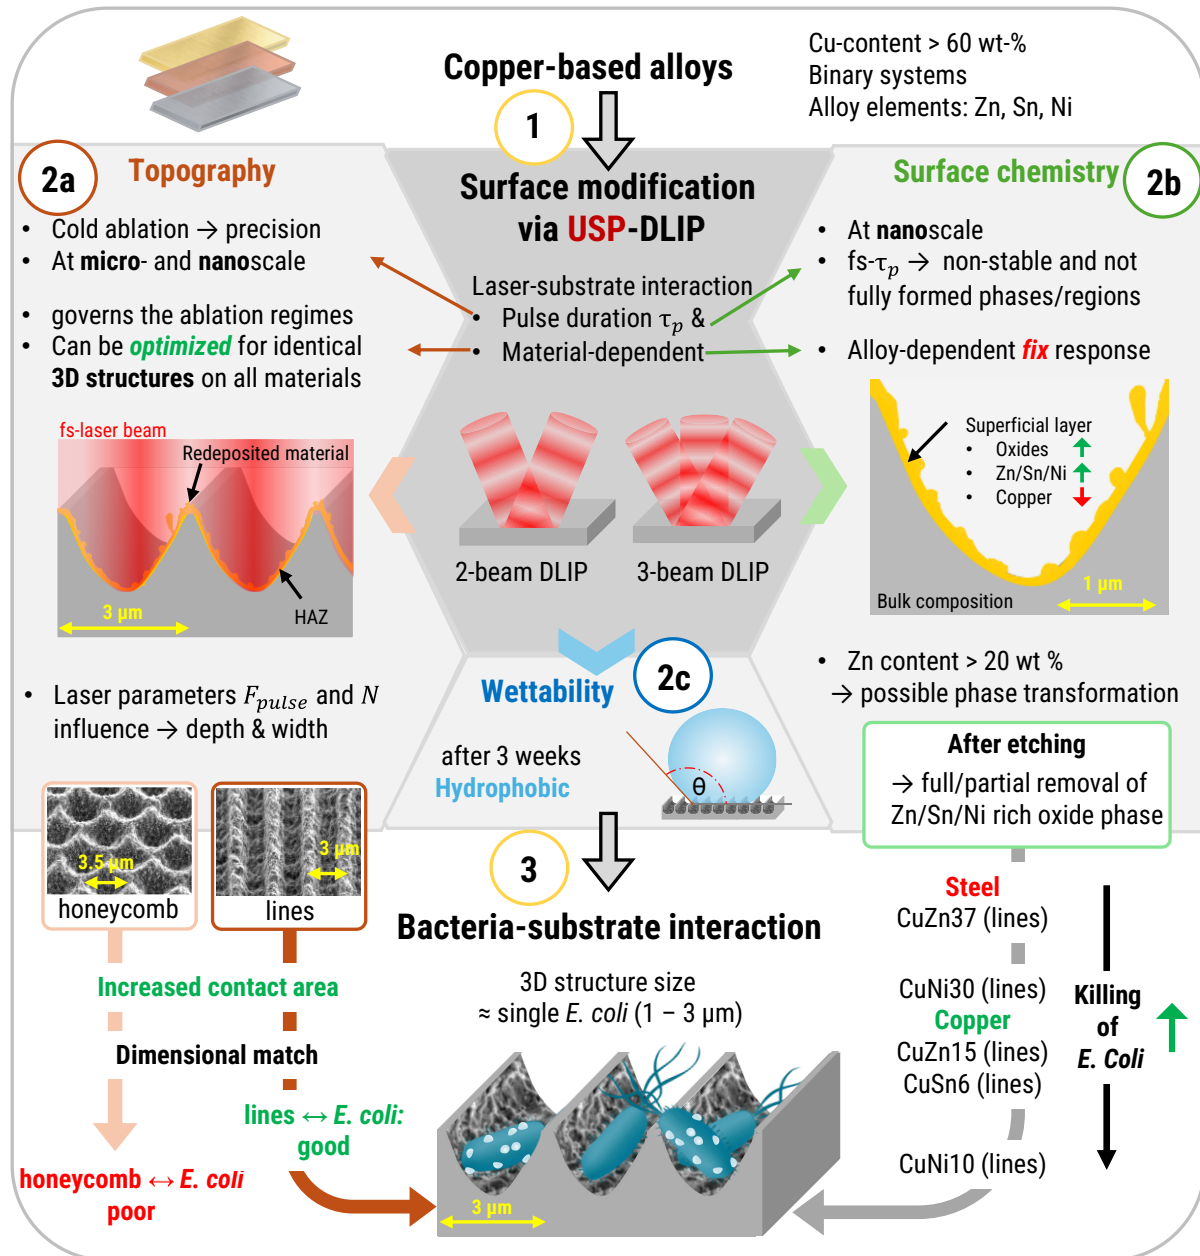 Copper-based alloys
Cu-content > 60 wt-%
Binary systems
Alloy elements: Zn, Sn, Ni
1
2a
Topography
• Cold ablation → precision
• At micro- and nanoscale
• governs the ablation regimes
• Can be optimized for identical
3D structures on all materials
fs-laser beam
Redeposited material
HAZ
3 µm
• Laser parameters F_pulse and N
influence → depth & width
3.5 µm
honeycomb
3 µm
lines
Surface modification
via USP-DLIP
Laser-substrate interaction
• Pulse duration τp &
• Material-dependent
2-beam DLIP
3-beam DLIP
2b
Surface chemistry
• At nanoscale
• fs-τp → non-stable and not
fully formed phases/regions
• Alloy-dependent fix response
Superficial layer
• Oxides
• Zn/Sn/Ni
• Copper
1 µm
Bulk composition
• Zn content > 20 wt %
→ possible phase transformation
After etching
→ full/partial removal of
Zn/Sn/Ni rich oxide phase
2c
Wettability
after 3 weeks
Hydrophobic
θ
3
Bacteria-substrate interaction
3D structure size
≈ single E. coli (1 – 3 µm)
3 µm
Increased contact area
Dimensional match
lines ↔ E. coli:
good
honeycomb ↔ E. coli
poor
Steel
CuZn37 (lines)
CuNi30 (lines)
Copper
CuZn15 (lines)
CuSn6 (lines)
CuNi10 (lines)
Killing
of
E. Coli